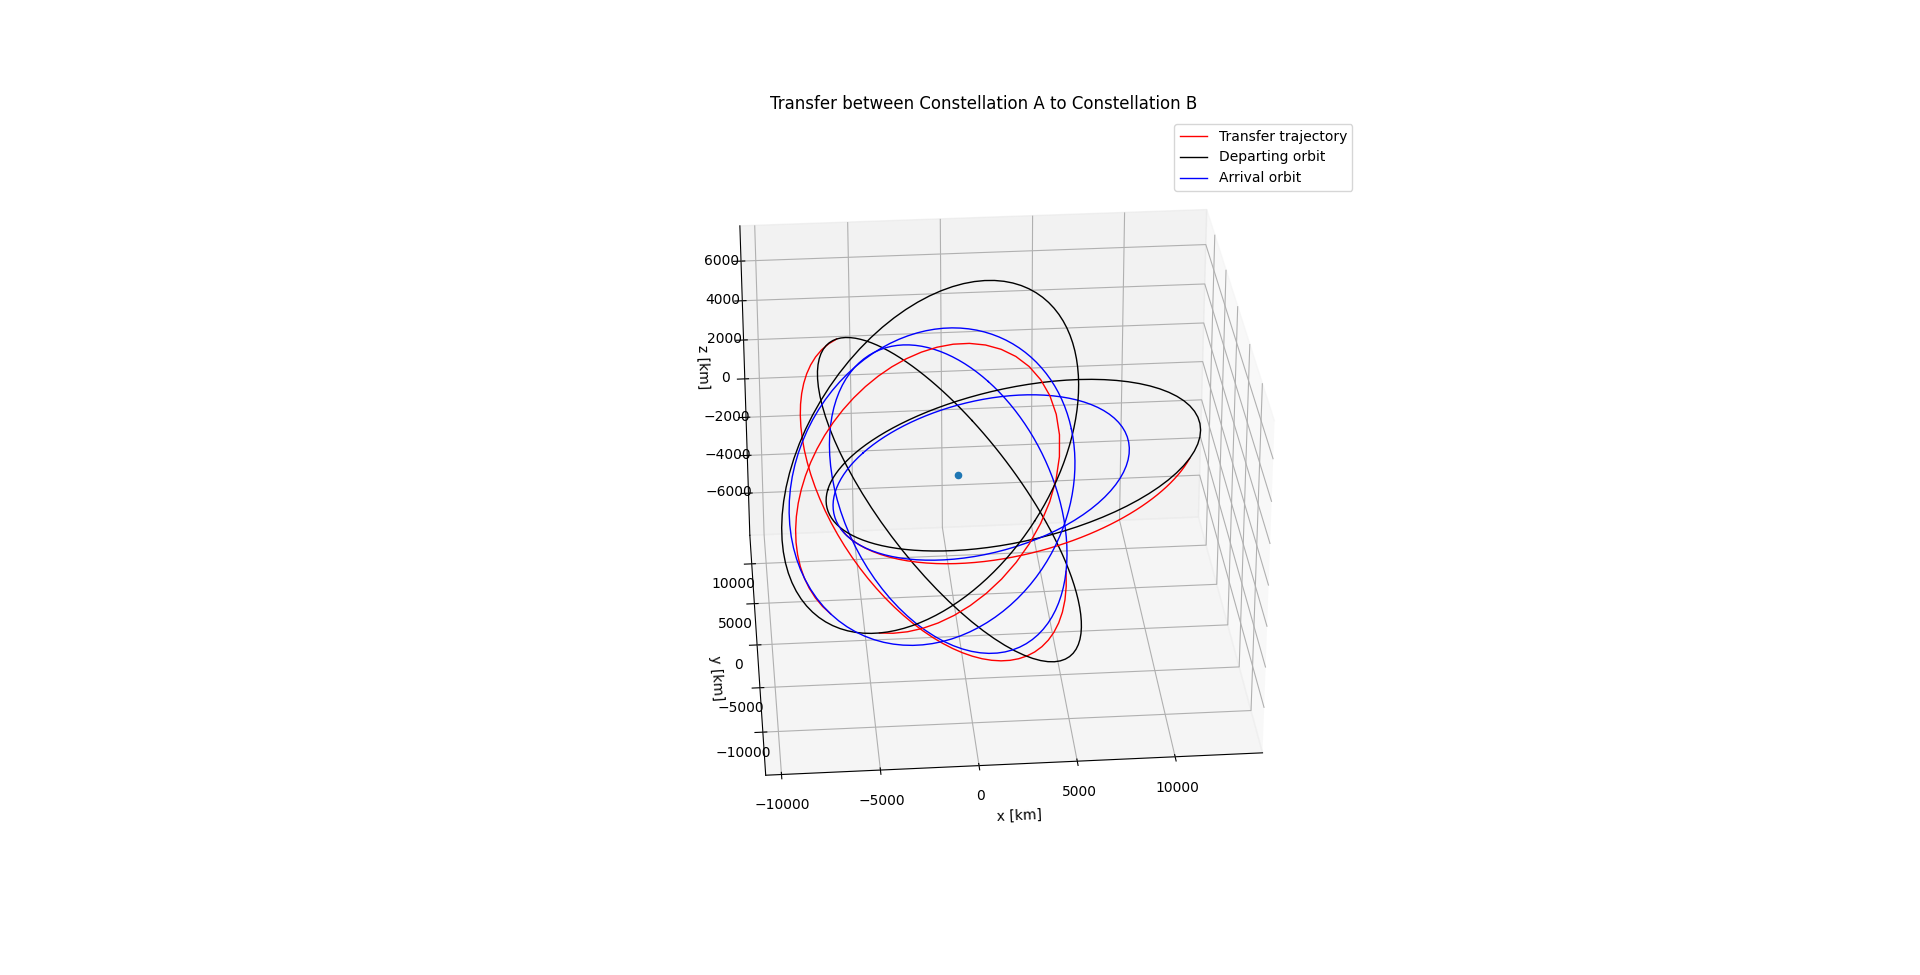 Transfer between Constellation A to Constellation B
Transfer trajectory
Departing orbit
Arrival orbit
6000
4000
2000
0
−2000
−4000
−6000
z [km]
10000
5000
0
−5000
−10000
y [km]
−10000
−5000
0
5000
10000
x [km]